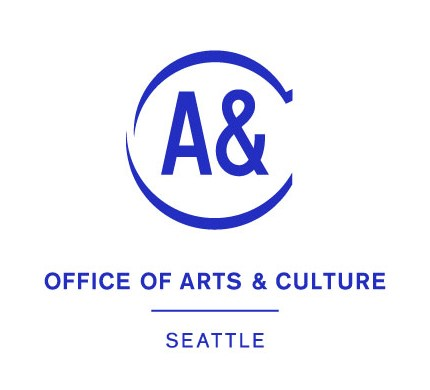 A&C
OFFICE OF ARTS & CULTURE
SEATTLE